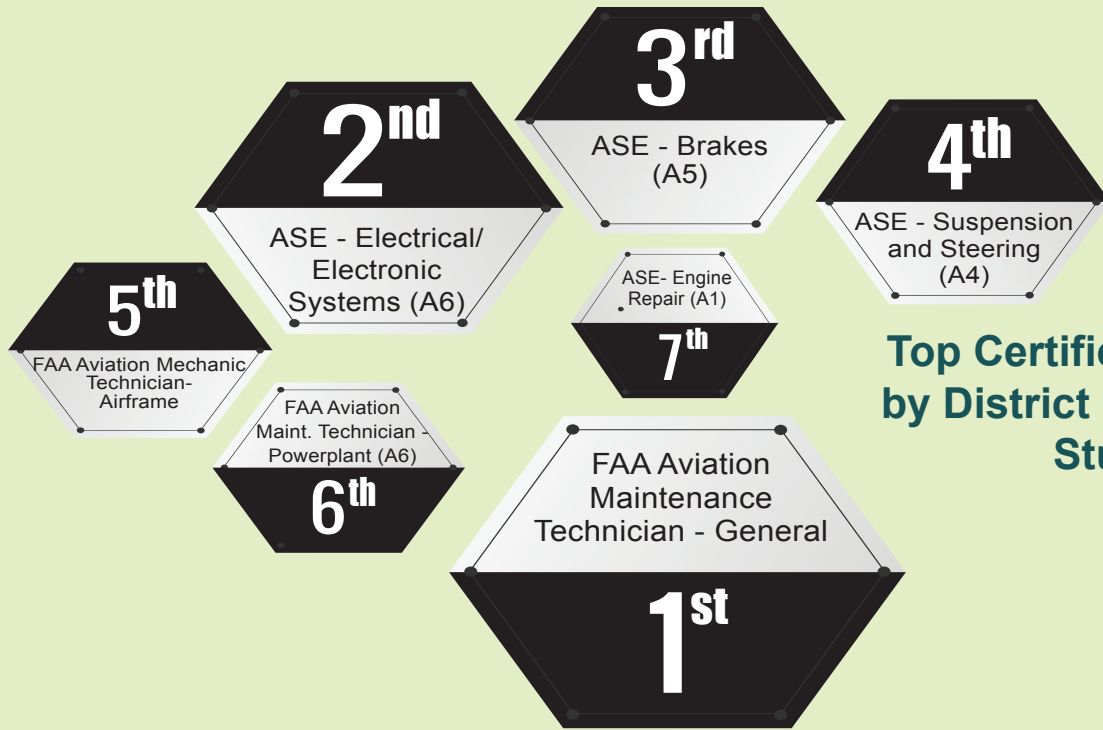 3rd
ASE - Brakes
(A5)
2nd
ASE - Electrical/
Electronic
Systems (A6)
4th
ASE - Suspension
and Steering
(A4)
5th
FAA Aviation Mechanic
Technician-
Airframe
ASE- Engine
Repair (A1)
7th
FAA Aviation
Maint. Technician -
Powerplant (A6)
6th
FAA Aviation
Maintenance
Technician - General
1st
Top
by District